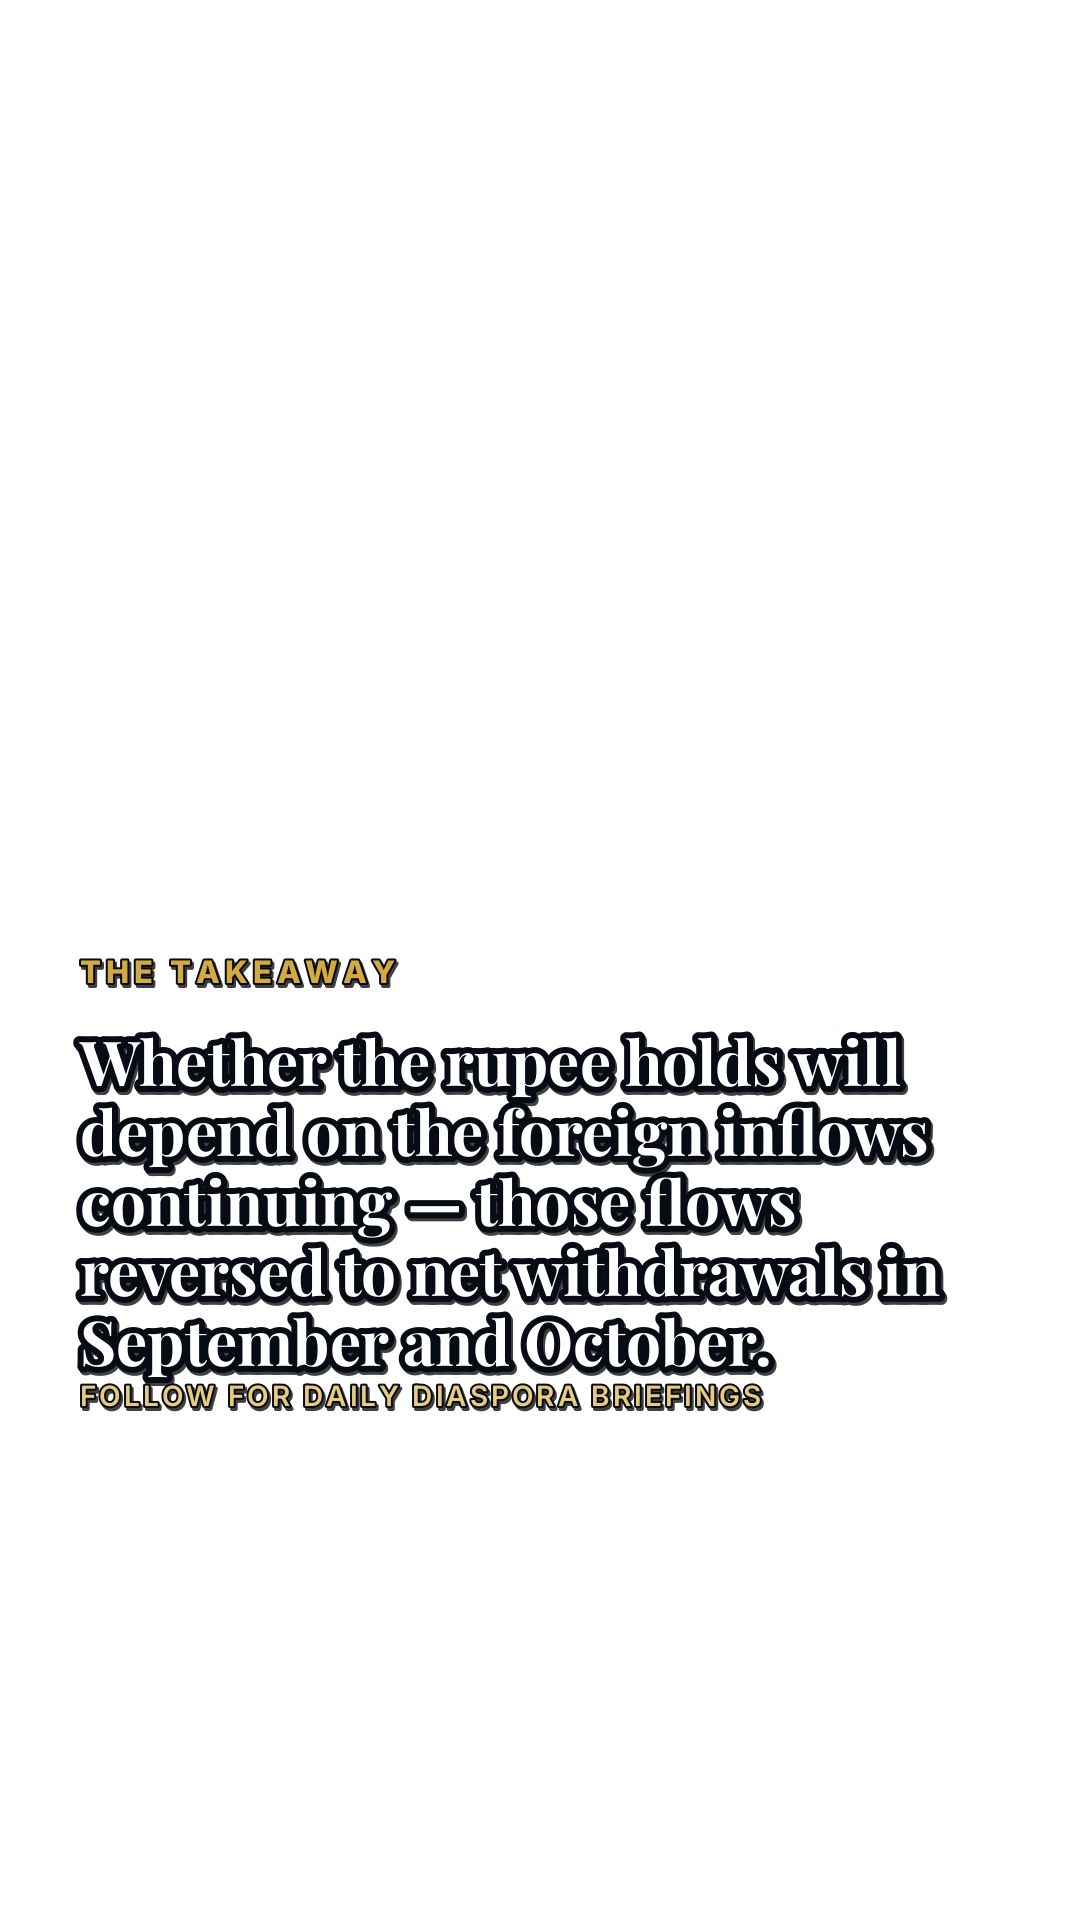 THE TAKEAWAY
Whether the rupee holds will
depend on the foreign inflows
continuing — those flows
reversed to net withdrawals in
September and October.
FOLLOW FOR DAILY DIASPORA BRIEFINGS